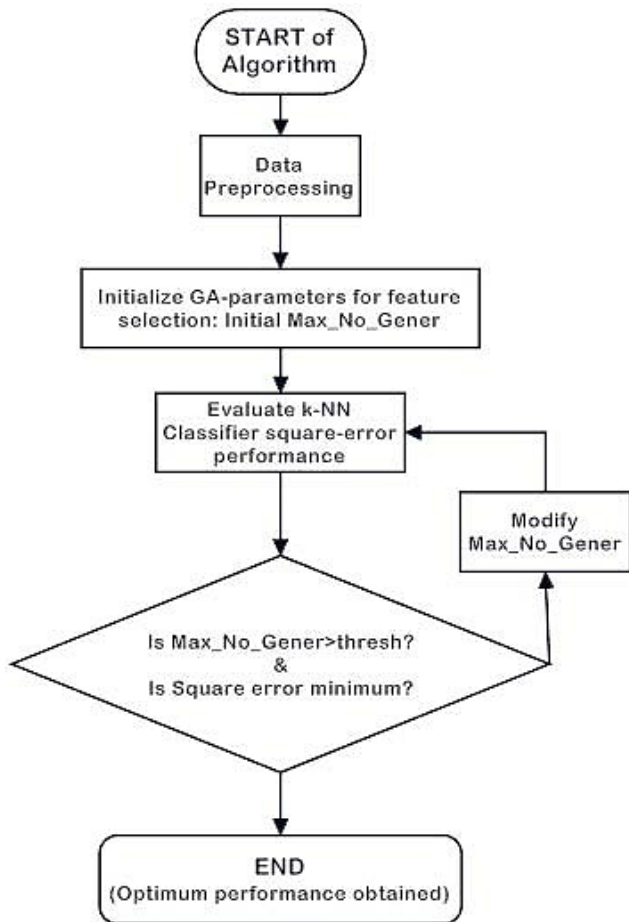 START of
Algorithm
Data
Preprocessing
Initialize GA-parameters for feature
selection: Initial Max_No_Gener
Evaluate k-NN
Classifier square-error
performance
Modify
Max_No_Gener
Is Max_No_Gener>thresh?
&
Is Square error minimum?
END
(Optimum performance obtained)